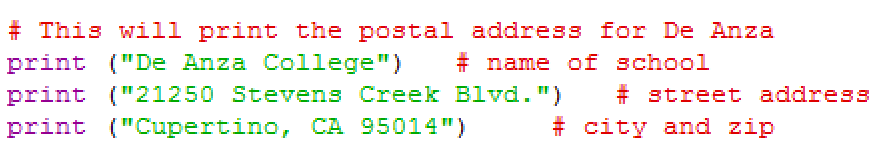 # This will print the postal address for De Anza
print ("De Anza College")   # name of school
print ("21250 Stevens Creek Blvd.")   # street address
print ("Cupertino, CA 95014")     # city and zip